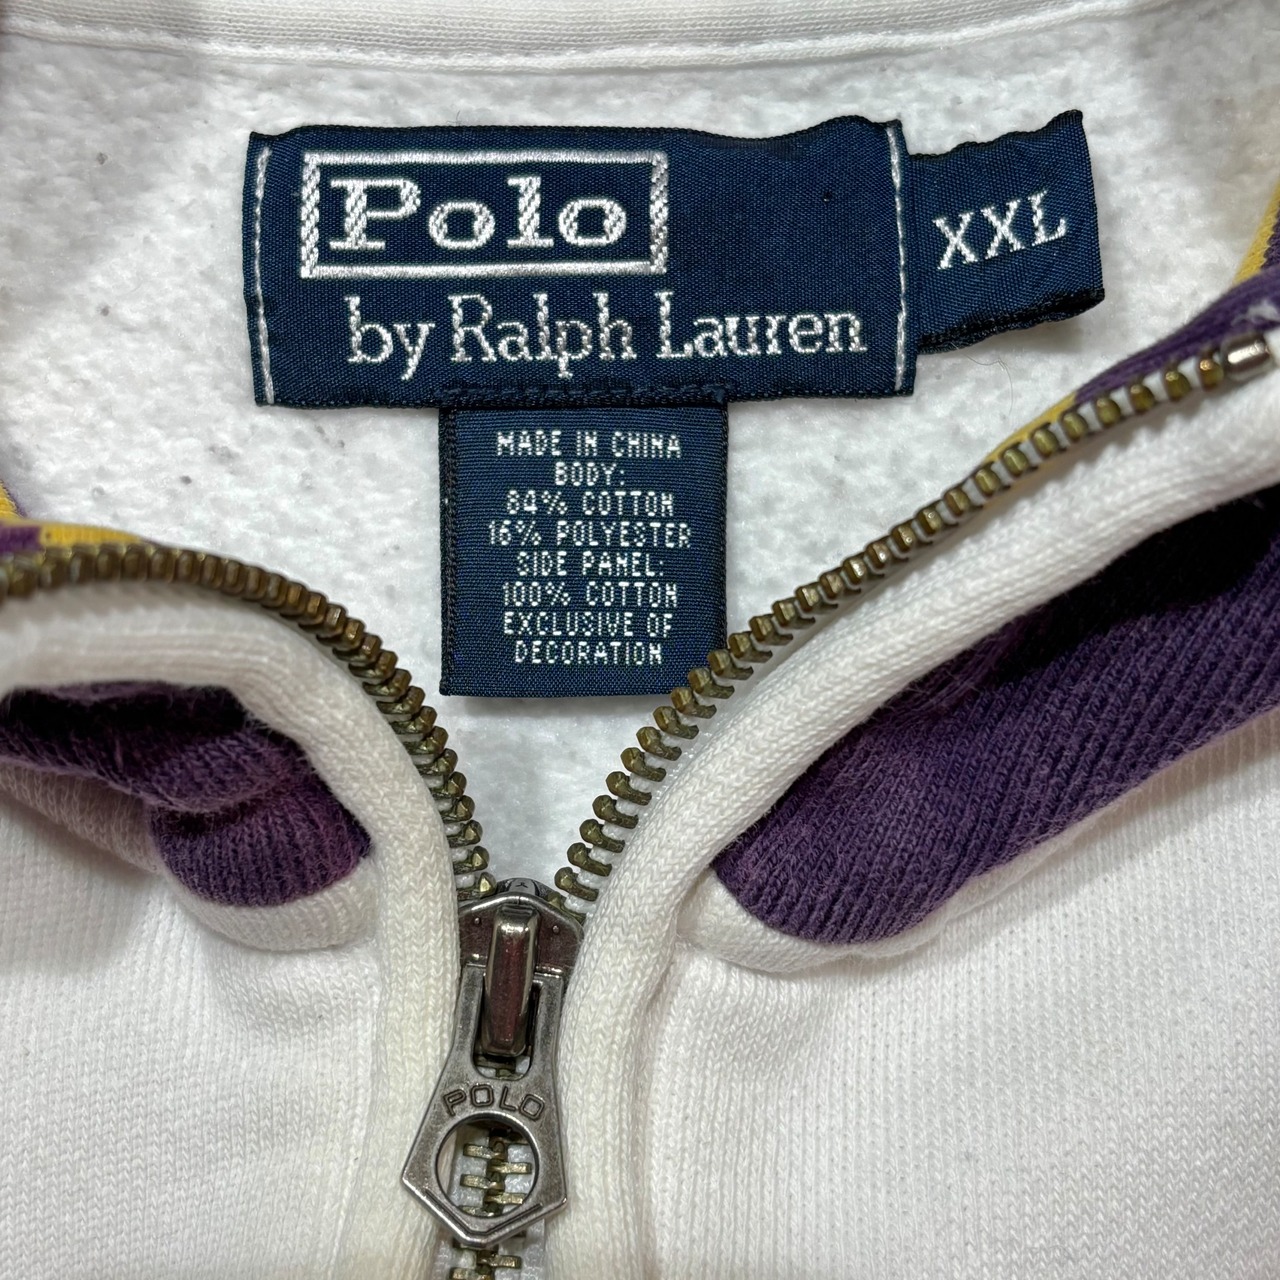 Polo
by Ralph Lauren
XXL
MADE IN CHINA
BODY:
84% COTTON
16% POLYESTER
SIDE PANEL:
100% COTTON
EXCLUSIVE OF
DECORATION
POLO